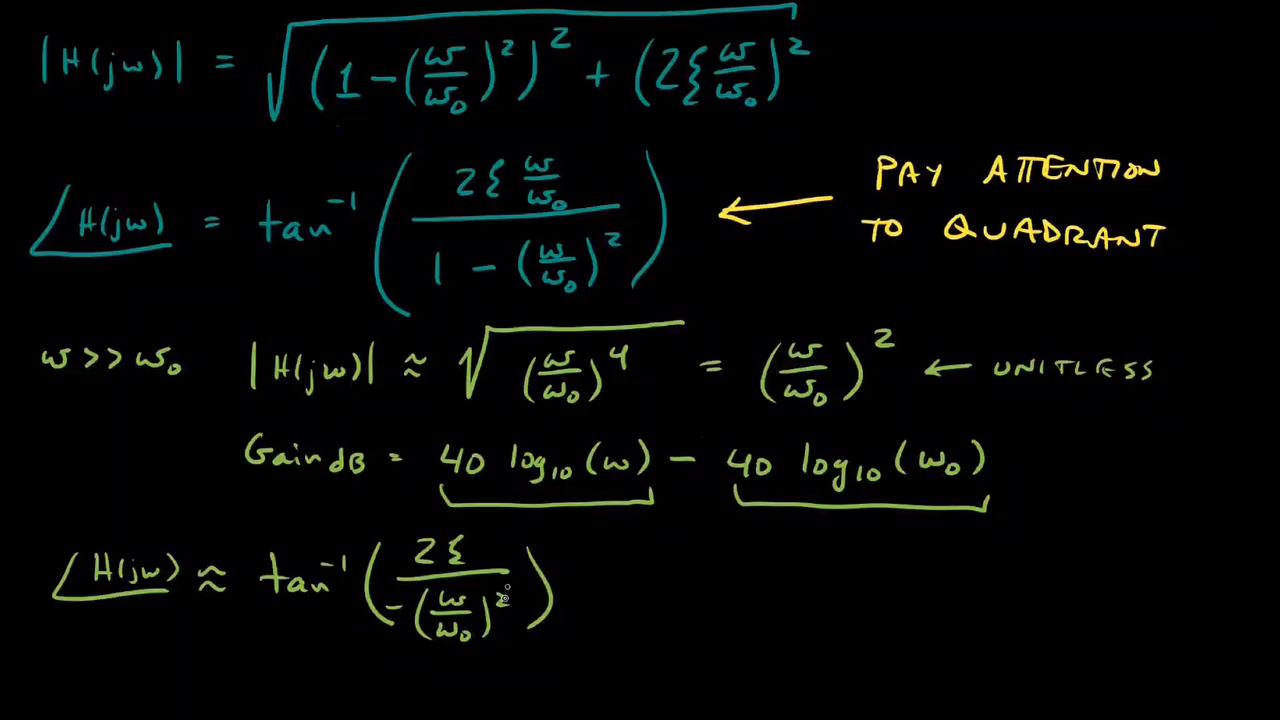 |H(jω)| = √((1 - (ω/ω₀)²)² + (2ξ ω/ω₀)²)
∠H(jω) = tan⁻¹(2ξ ω/ω₀ / 1 - (ω/ω₀)²)
PAY ATTENTION
TO QUADRANT
ω >> ω₀ |H(jω)| ≈ √(ω/ω₀)⁴ = (ω/ω₀)² ← UNITLESS
Gain dB = 40 log₁₀(ω) - 40 log₁₀(ω₀)
∠H(jω) ≈ tan⁻¹(2ξ / -(ω/ω₀)²)